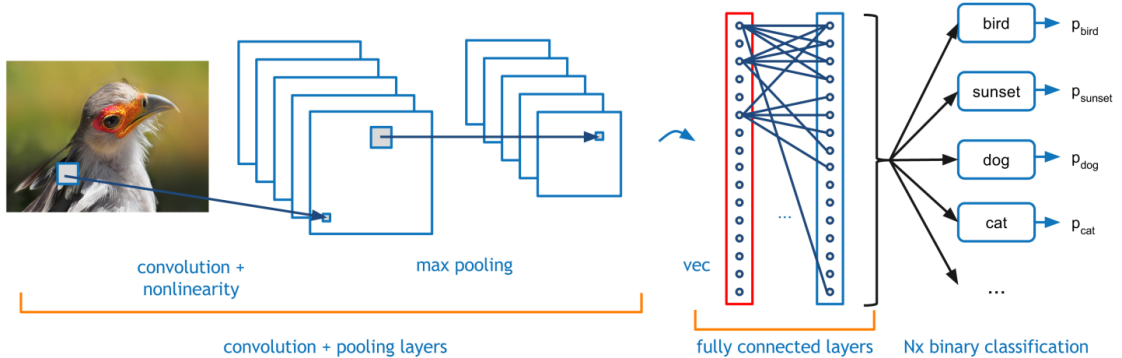 bird
p_bird
sunset
p_sunset
dog
p_dog
cat
p_cat
...
...
convolution +
nonlinearity
max pooling
vec
convolution + pooling layers
fully connected layers
Nx binary classification